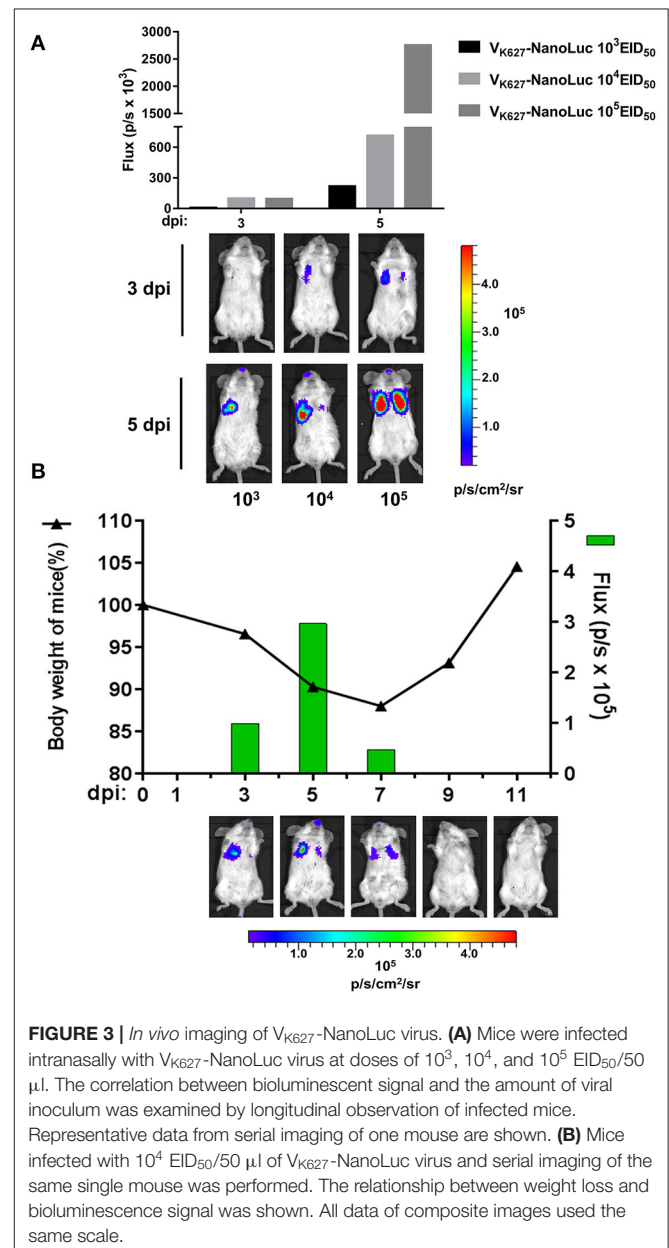 A
3000
2500
2000
1500
600
300
0
Flux (p/s x 10³)
dpi:
3
5
V_K627-NanoLuc 10³EID₅₀
V_K627-NanoLuc 10⁴EID₅₀
V_K627-NanoLuc 10⁵EID₅₀
3 dpi
5 dpi
10³
10⁴
10⁵
4.0
3.0
2.0
1.0
10⁵
p/s/cm²/sr
B
Body weight of mice(%)
110
105
100
95
90
85
80
5
4
3
2
1
0
Flux (p/s x 10⁵)
dpi: 0 1 3 5 7 9 11
1.0 2.0 3.0 4.0
10⁵
p/s/cm²/sr
FIGURE 3 | In vivo imaging of V_K627-NanoLuc virus. (A) Mice were infected
intranasally with V_K627-NanoLuc virus at doses of 10³, 10⁴, and 10⁵ EID₅₀/50
μl. The correlation between bioluminescent signal and the amount of viral
inoculum was examined by longitudinal observation of infected mice.
Representative data from serial imaging of one mouse are shown. (B) Mice
infected with 10⁴ EID₅₀/50 μl of V_K627-NanoLuc virus and serial imaging of the
same single mouse was performed. The relationship between weight loss and
bioluminescence signal was shown. All data of composite images used the
same scale.